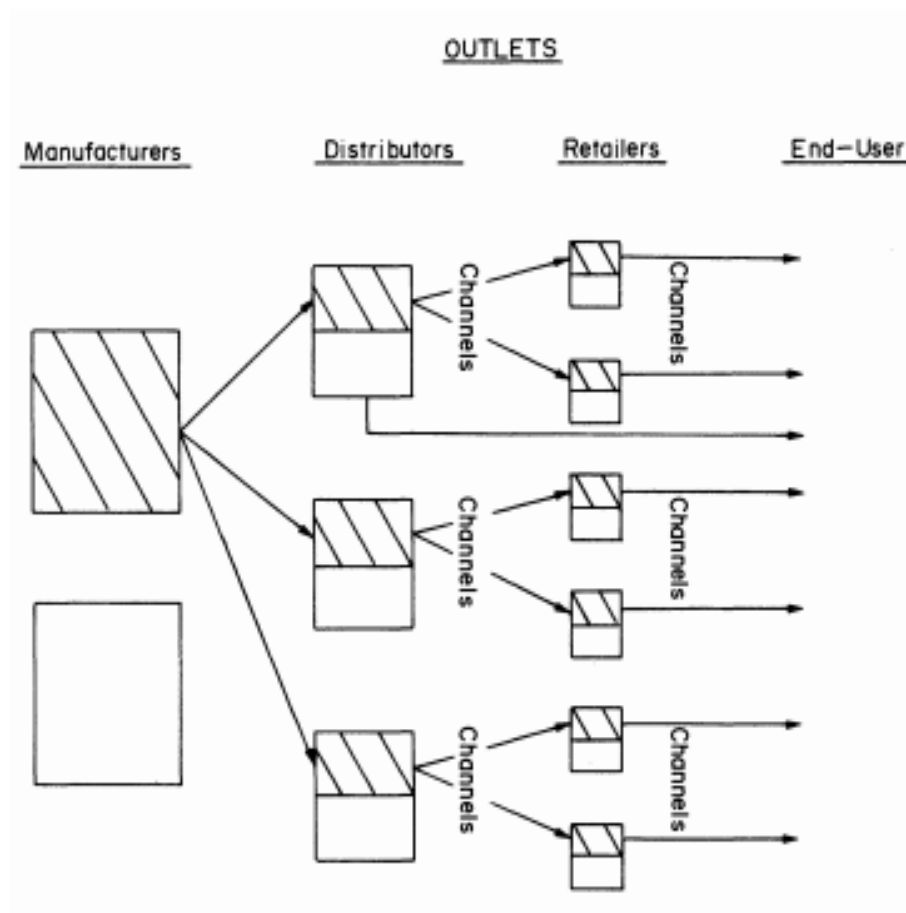 OUTLETS
Manufacturers
Distributors
Retailers
End-User
Channels
Channels
Channels
Channels
Channels
Channels